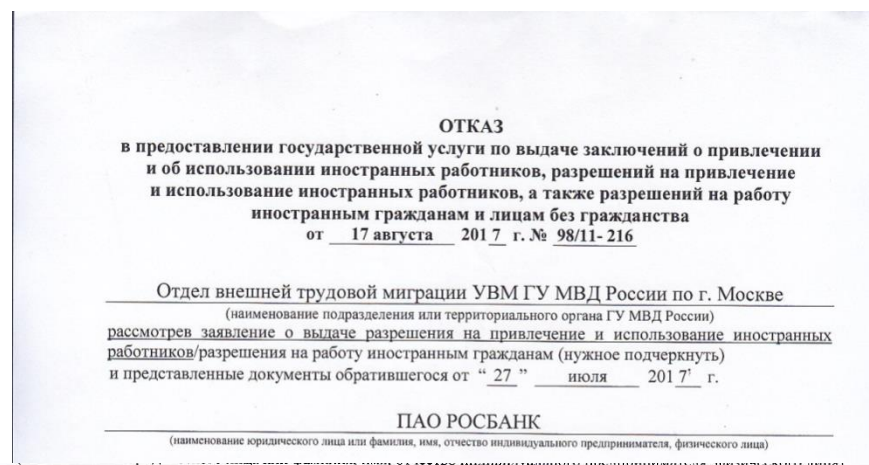 ОТКАЗ
в предоставлении государственной услуги по выдаче заключений о привлечении
и об использовании иностранных работников, разрешений на привлечение
и использование иностранных работников, а также разрешений на работу
иностранным гражданам и лицам без гражданства
от 17 августа 2017 г. № 98/11- 216
Отдел внешней трудовой миграции УВМ ГУ МВД России по г. Москве
(наименование подразделения или территориального органа ГУ МВД России)
рассмотрев заявление о выдаче разрешения на привлечение и использование иностранных
работников/разрешения на работу иностранным гражданам (нужное подчеркнуть)
и представленные документы обратившегося от “ 27 ” июля 2017 г.
ПАО РОСБАНК
(наименование юридического лица или фамилия, имя, отчество индивидуального предпринимателя, физического лица)